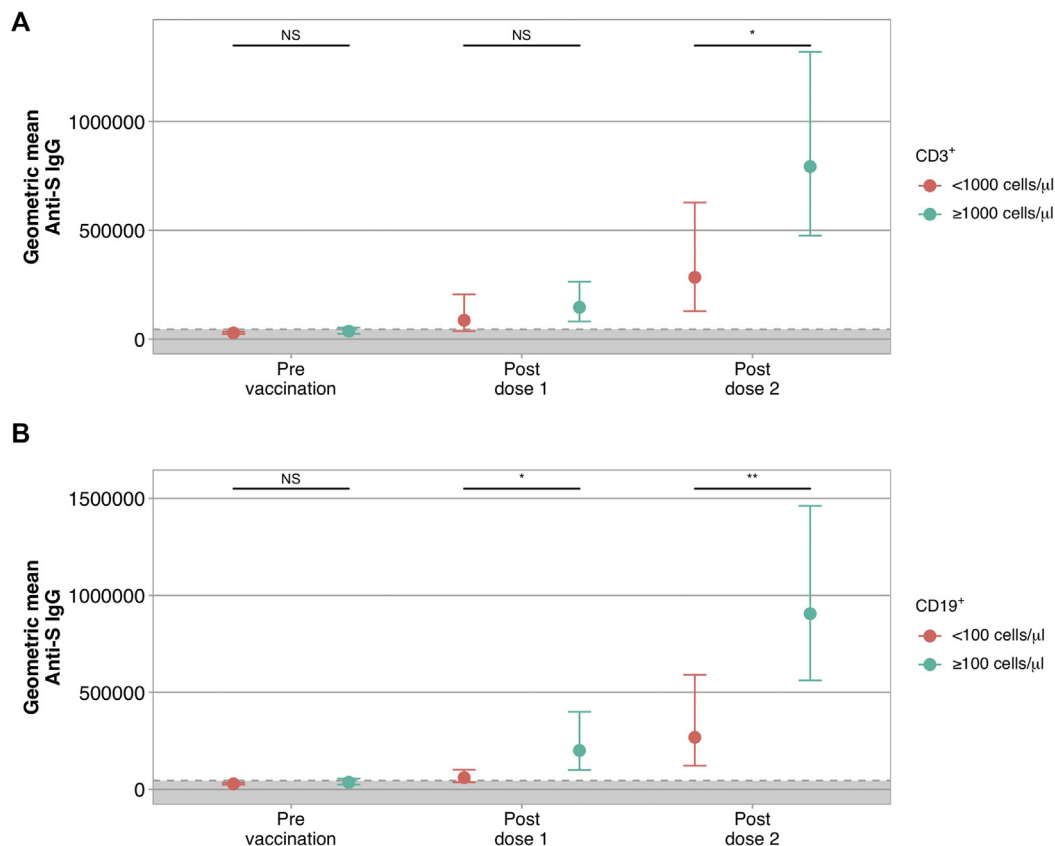 A
NS
NS
*
1000000
500000
0
Geometric mean
Anti-S IgG
Pre
vaccination
Post
dose 1
Post
dose 2
CD3⁺
<1000 cells/μl
≥1000 cells/μl
B
NS
*
**
1500000
1000000
500000
0
Geometric mean
Anti-S IgG
Pre
vaccination
Post
dose 1
Post
dose 2
CD19⁺
<100 cells/μl
≥100 cells/μl